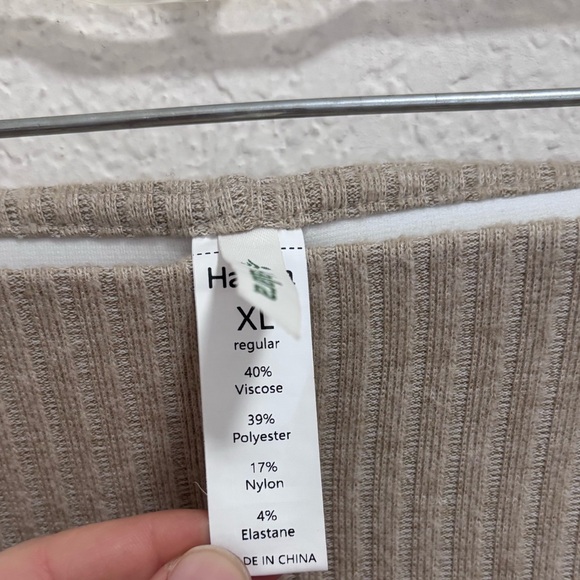 XL
regular
40%
Viscose
39%
Polyester
17%
Nylon
4%
Elastane
DE IN CHINA